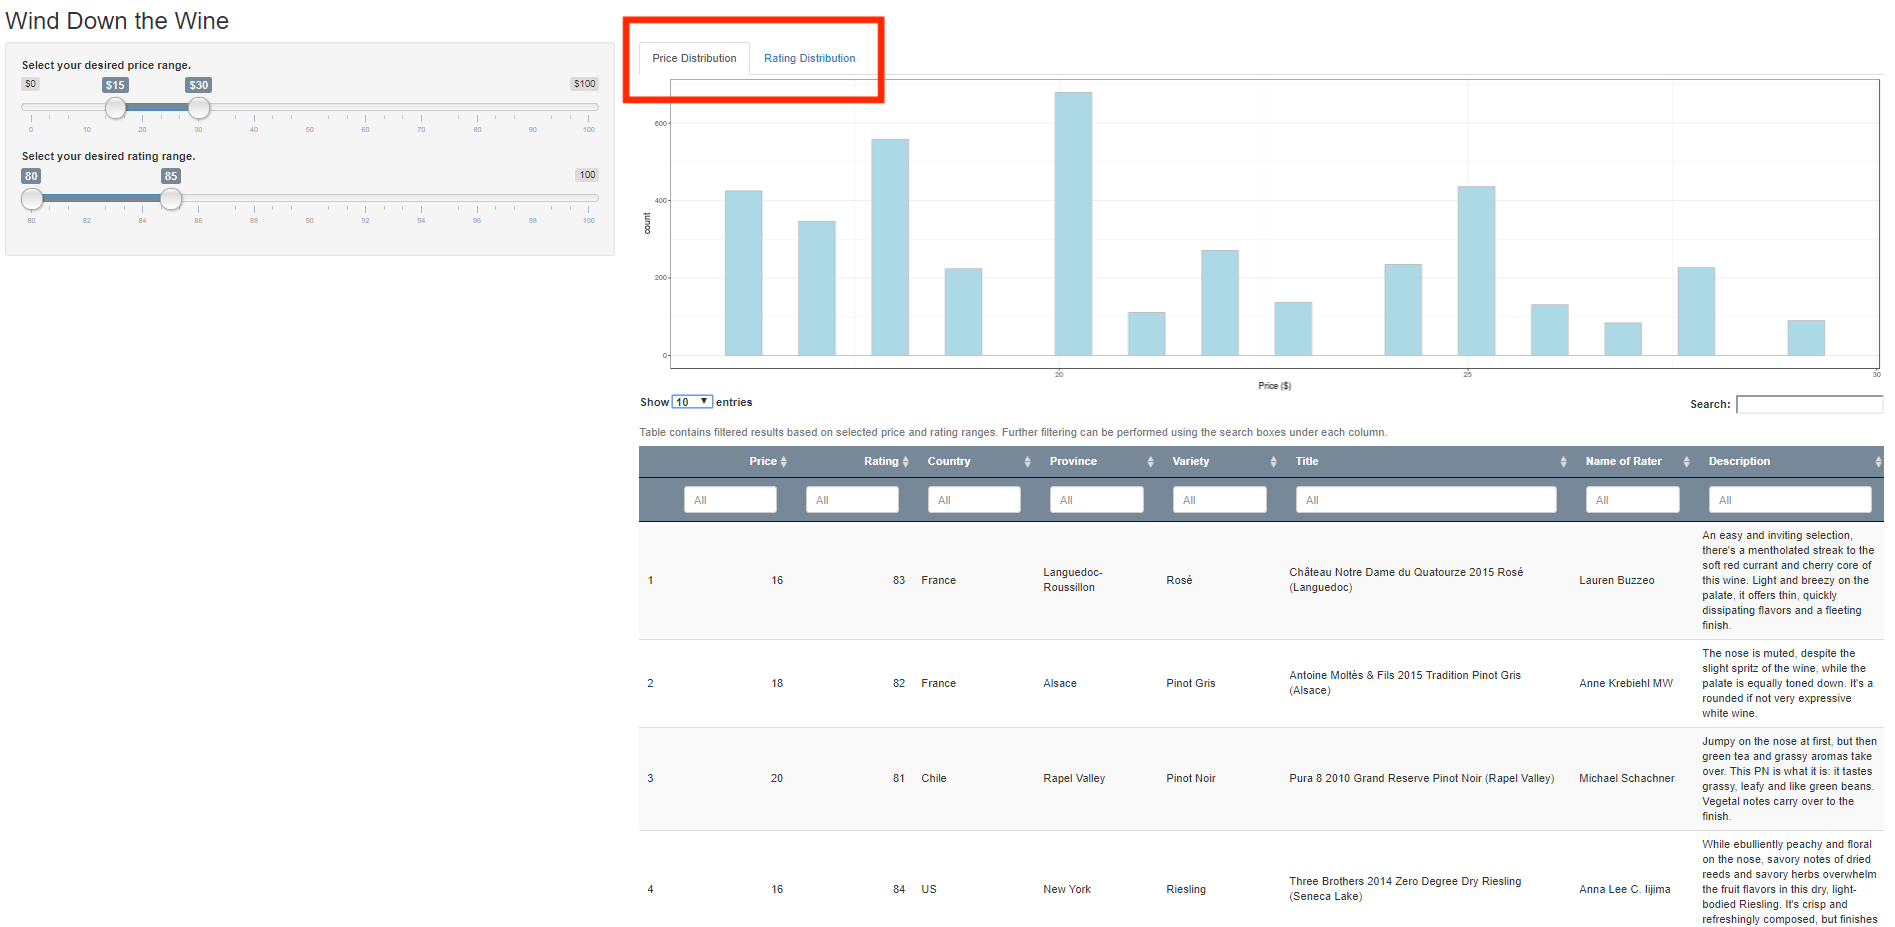 Wind Down the Wine
Select your desired price range.
$0 $15 $30 $100
0 10 20 30 40 50 60 70 80 90 100
Select your desired rating range.
80 85 100
80 82 84 86 88 90 92 94 96 98 100
Price Distribution Rating Distribution
600
400
200
0
count
20 25 30
Price ($)
Show 10 entries
Search:
Table contains filtered results based on selected price and rating ranges. Further filtering can be performed using the search boxes under each column.
Price Rating Country Province Variety Title Name of Rater Description
All All All All All All All All
1 16 83 France Languedoc-
Roussillon
Rosé
Château Notre Dame du Quatourze 2015 Rosé
(Languedoc)
Lauren Buzzeo
An easy and inviting selection,
there's a mentholated streak to the
soft red currant and cherry core of
this wine. Light and breezy on the
palate, it offers thin, quickly
dissipating flavors and a fleeting
finish.
2 18 82 France Alsace Pinot Gris
Antoine Moltès & Fils 2015 Tradition Pinot Gris
(Alsace)
Anne Krebiehl MW
The nose is muted, despite the
slight spritz of the wine, while the
palate is equally toned down. It's a
rounded if not very expressive
white wine.
3 20 81 Chile Rapel Valley Pinot Noir Pura 8 2010 Grand Reserve Pinot Noir (Rapel Valley) Michael Schachner
Jumpy on the nose at first, but then
green tea and grassy aromas take
over. This PN is what it is: it tastes
grassy, leafy and like green beans.
Vegetal notes carry over to the
finish.
4 16 84 US New York Riesling
Three Brothers 2014 Zero Degree Dry Riesling
(Seneca Lake)
Anna Lee C. Iijima
While ebulliently peachy and floral
on the nose, savory notes of dried
reeds and savory herbs overwhelm
the fruit flavors in this dry, light-
bodied Riesling. It's crisp and
refreshingly composed, but finishes